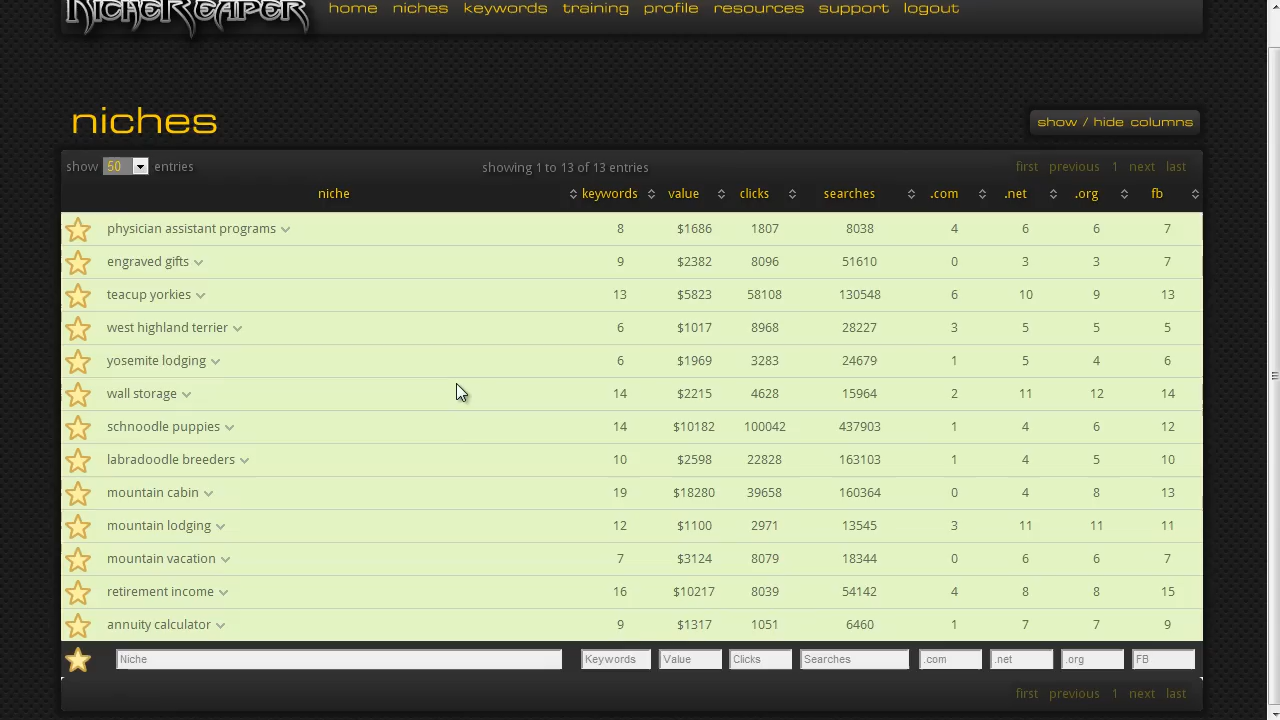 NicheReaper home niches keywords training profile resources support logout
niches
show / hide columns
show 50 entries showing 1 to 13 of 13 entries first previous 1 next last
niche keywords value clicks searches .com .net .org fb
physician assistant programs 8 $1686 1807 8038 4 6 6 7
engraved gifts 9 $2382 8096 51610 0 3 3 7
teacup yorkies 13 $5823 58108 130548 6 10 9 13
west highland terrier 6 $1017 8968 28227 3 5 5 5
yosemite lodging 6 $1969 3283 24679 1 5 4 6
wall storage 14 $2215 4628 15964 2 11 12 14
schnoodle puppies 14 $10182 100042 437903 1 4 6 12
labradoodle breeders 10 $2598 22828 163103 1 4 5 10
mountain cabin 19 $18280 39658 160364 0 4 8 13
mountain lodging 12 $1100 2971 13545 3 11 11 11
mountain vacation 7 $3124 8079 18344 0 6 6 7
retirement income 16 $10217 8039 54142 4 8 8 15
annuity calculator 9 $1317 1051 6460 1 7 7 9
Niche Keywords Value Clicks Searches .com .net .org FB
first previous 1 next last